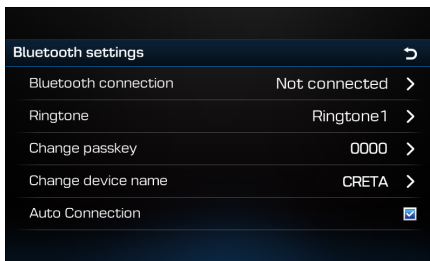 Bluetooth settings
Bluetooth connection Not connected
Ringtone Ringtone1
Change passkey 0000
Change device name CRETA
Auto Connection